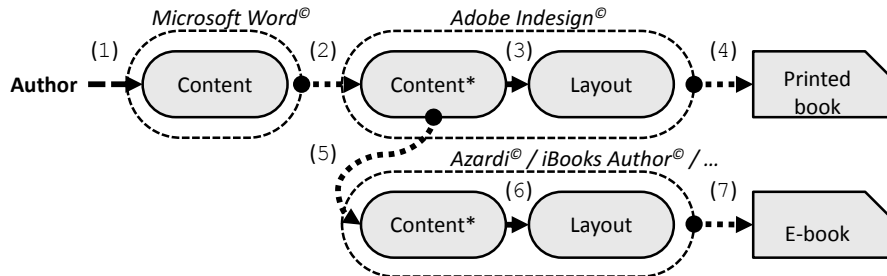 Microsoft Word©
Adobe Indesign©
(1)
(2)
(3)
(4)
Author
Content
Content*
Layout
Printed
book
(5)
Azardi© / iBooks Author© / ...
(6)
(7)
Content*
Layout
E-book